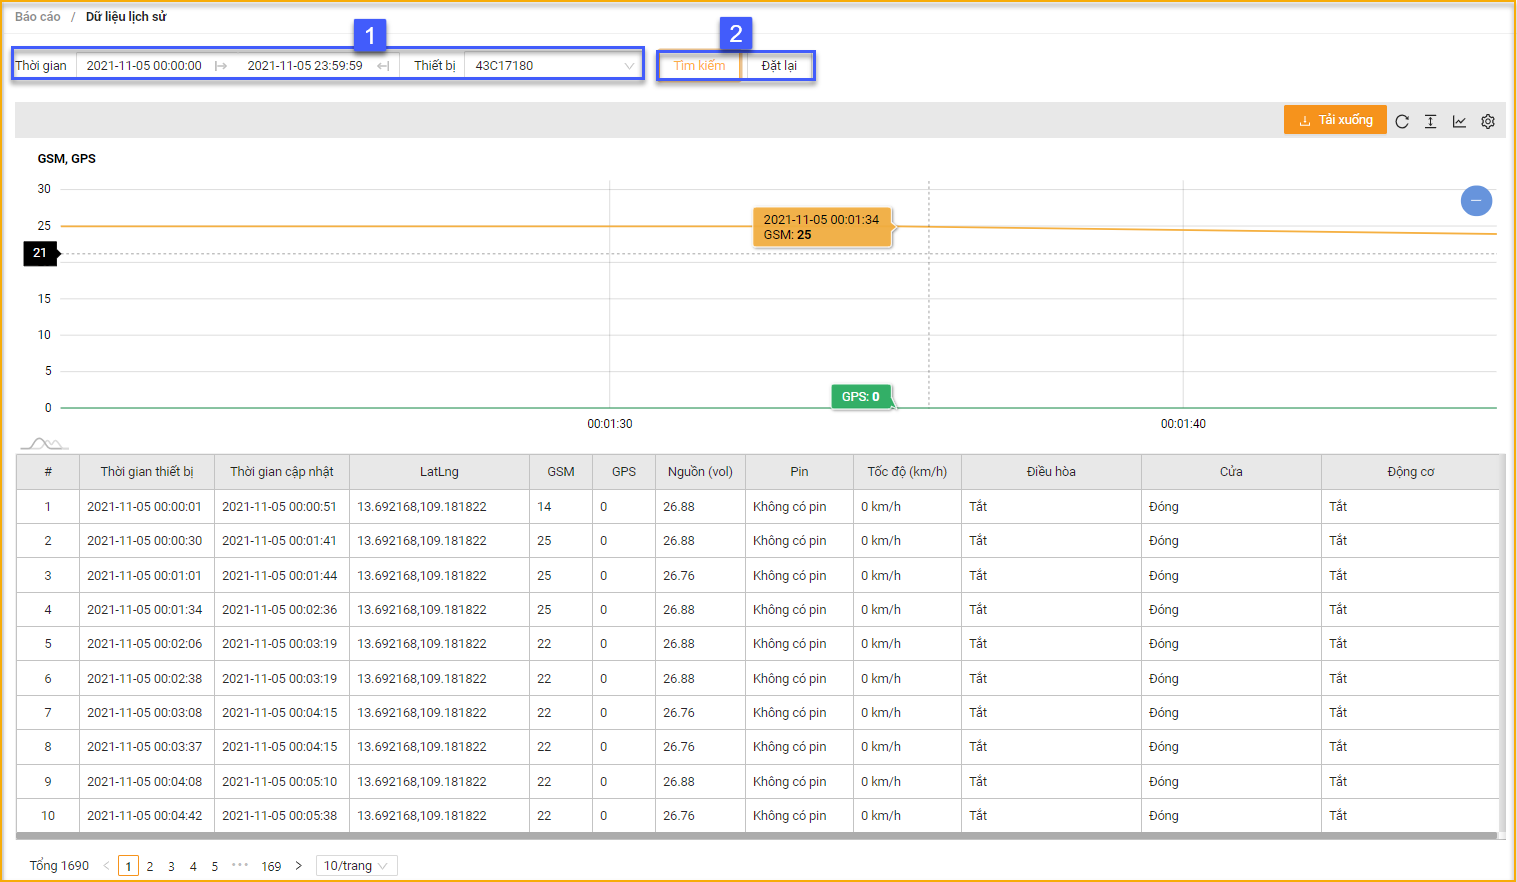 Báo cáo / Dữ liệu lịch sử
1
2
Thời gian 2021-11-05 00:00:00 2021-11-05 23:59:59 Thiết bị 43C17180 Tìm kiếm Đặt lại
Tải xuống
GSM, GPS
30
25
21
15
10
5
0
2021-11-05 00:01:34
GSM: 25
GPS: 0
00:01:30 00:01:40
# Thời gian thiết bị Thời gian cập nhật LatLng GSM GPS Nguồn (vol) Pin Tốc độ (km/h) Điều hòa Cửa Động cơ
1 2021-11-05 00:00:01 2021-11-05 00:00:51 13.692168,109.181822 14 0 26.88 Không có pin 0 km/h Tắt Đóng Tắt
2 2021-11-05 00:00:30 2021-11-05 00:01:41 13.692168,109.181822 25 0 26.88 Không có pin 0 km/h Tắt Đóng Tắt
3 2021-11-05 00:01:01 2021-11-05 00:01:44 13.692168,109.181822 25 0 26.76 Không có pin 0 km/h Tắt Đóng Tắt
4 2021-11-05 00:01:34 2021-11-05 00:02:36 13.692168,109.181822 25 0 26.88 Không có pin 0 km/h Tắt Đóng Tắt
5 2021-11-05 00:02:06 2021-11-05 00:03:19 13.692168,109.181822 22 0 26.88 Không có pin 0 km/h Tắt Đóng Tắt
6 2021-11-05 00:02:38 2021-11-05 00:03:19 13.692168,109.181822 22 0 26.88 Không có pin 0 km/h Tắt Đóng Tắt
7 2021-11-05 00:03:08 2021-11-05 00:04:15 13.692168,109.181822 22 0 26.76 Không có pin 0 km/h Tắt Đóng Tắt
8 2021-11-05 00:03:37 2021-11-05 00:04:15 13.692168,109.181822 22 0 26.76 Không có pin 0 km/h Tắt Đóng Tắt
9 2021-11-05 00:04:08 2021-11-05 00:05:10 13.692168,109.181822 22 0 26.88 Không có pin 0 km/h Tắt Đóng Tắt
10 2021-11-05 00:04:42 2021-11-05 00:05:38 13.692168,109.181822 22 0 26.76 Không có pin 0 km/h Tắt Đóng Tắt
Tổng 1690 < 1 2 3 4 5 ••• 169 > 10/trang